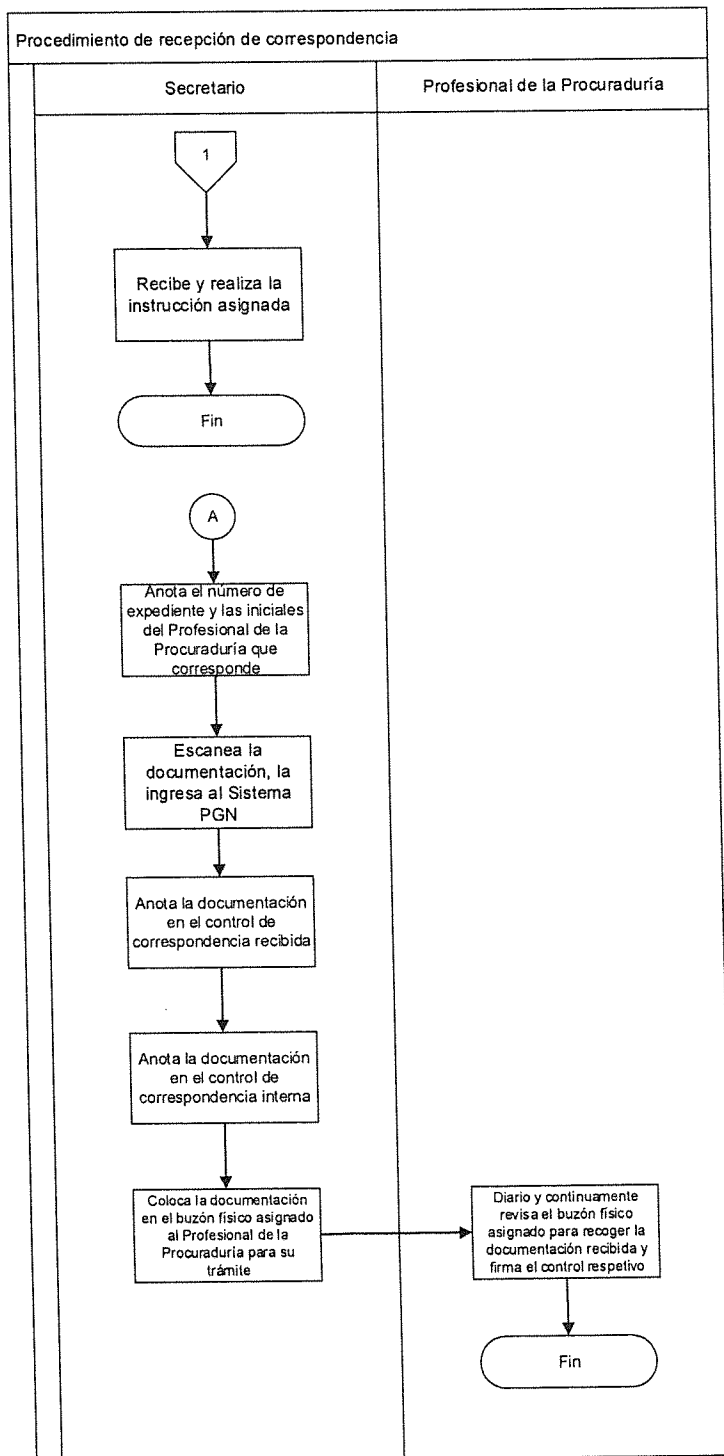 Procedimiento de recepción de correspondencia
Secretario
Profesional de la Procuraduría
1
Recibe y realiza la
instrucción asignada
Fin
A
Anota el número de
expediente y las iniciales
del Profesional de la
Procuraduría que
corresponde
Escanea la
documentación, la
ingresa al Sistema
PGN
Anota la documentación
en el control de
correspondencia recibida
Anota la documentación
en el control de
correspondencia interna
Coloca la documentación
en el buzón físico asignado
al Profesional de la
Procuraduría para su
trámite
Diario y continuamente
revisa el buzón físico
asignado para recoger la
documentación recibida y
firma el control respetivo
Fin